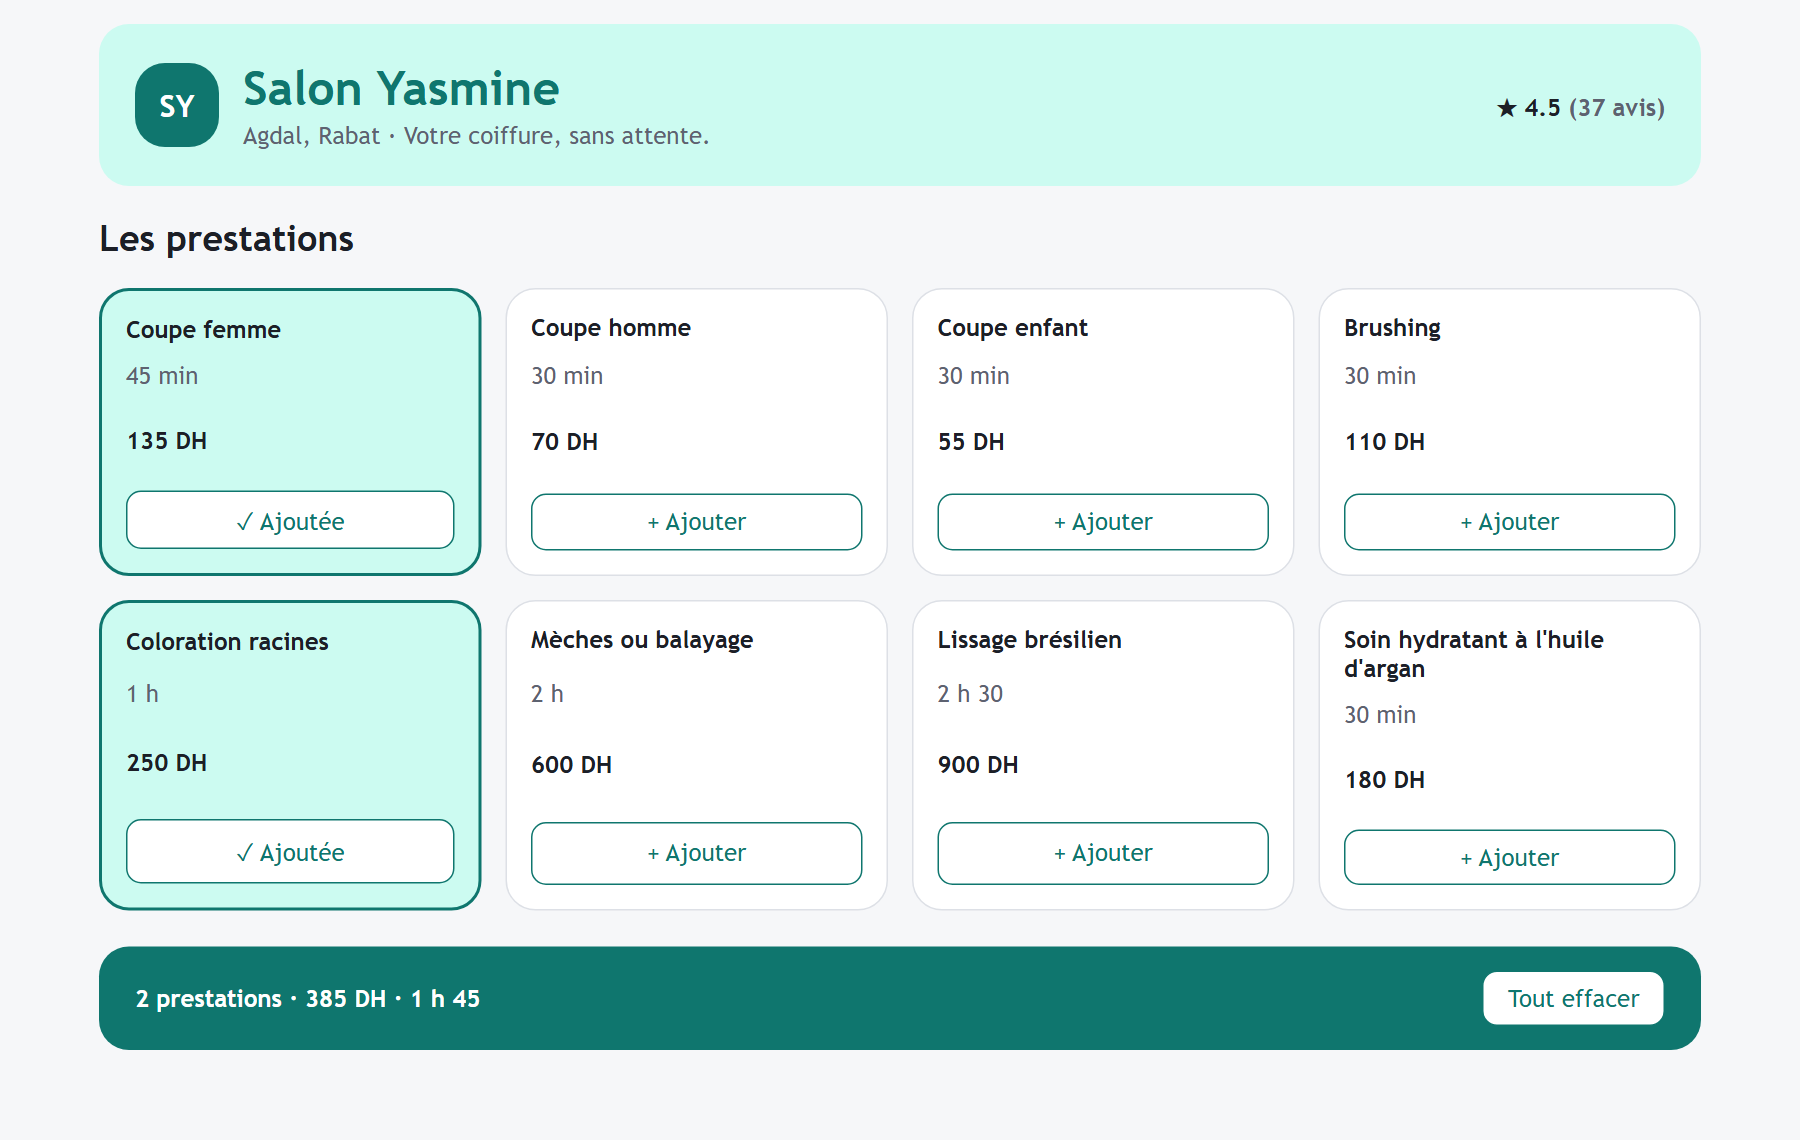 SY
Salon Yasmine
Agdal, Rabat · Votre coiffure, sans attente.
★ 4.5 (37 avis)
Les prestations
Coupe femme
45 min
135 DH
✓ Ajoutée
Coupe homme
30 min
70 DH
+ Ajouter
Coupe enfant
30 min
55 DH
+ Ajouter
Brushing
30 min
110 DH
+ Ajouter
Coloration racines
1 h
250 DH
✓ Ajoutée
Mèches ou balayage
2 h
600 DH
+ Ajouter
Lissage brésilien
2 h 30
900 DH
+ Ajouter
Soin hydratant à l'huile
d'argan
30 min
180 DH
+ Ajouter
2 prestations · 385 DH · 1 h 45
Tout effacer